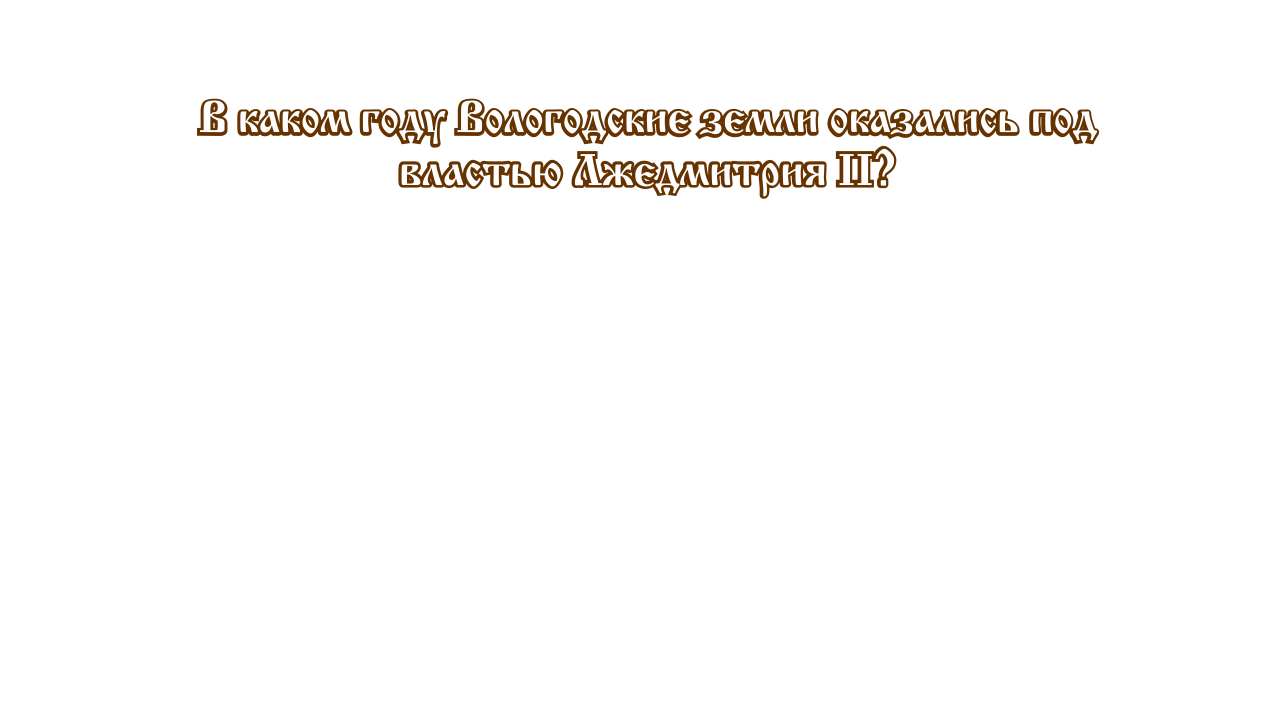 В каком году Вологодские земли оказались под
властью Лжедмитрия II?